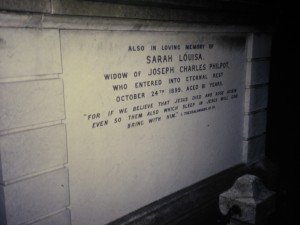 ALSO IN LOVING MEMORY OF
SARAH LOUISA,
WIDOW OF JOSEPH CHARLES PHILPOT,
WHO ENTERED INTO ETERNAL REST
OCTOBER 24TH 1899, AGED YEARS.
"FOR IF WE BELIEVE THAT JESUS DIED AND ROSE AGAIN,
EVEN SO THEM ALSO WHICH SLEEP IN JESUS WILL GOD
BRING WITH HIM."